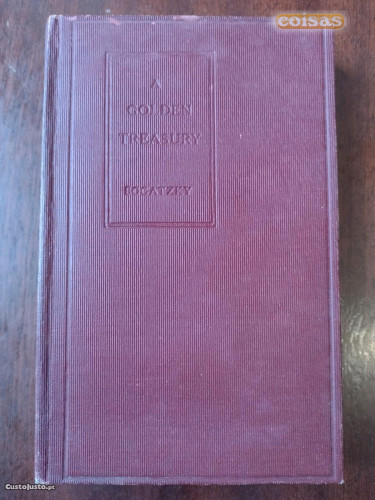 coisas
A
GOLDEN
TREASURY
BOGATZKY
CustoJusto.pt